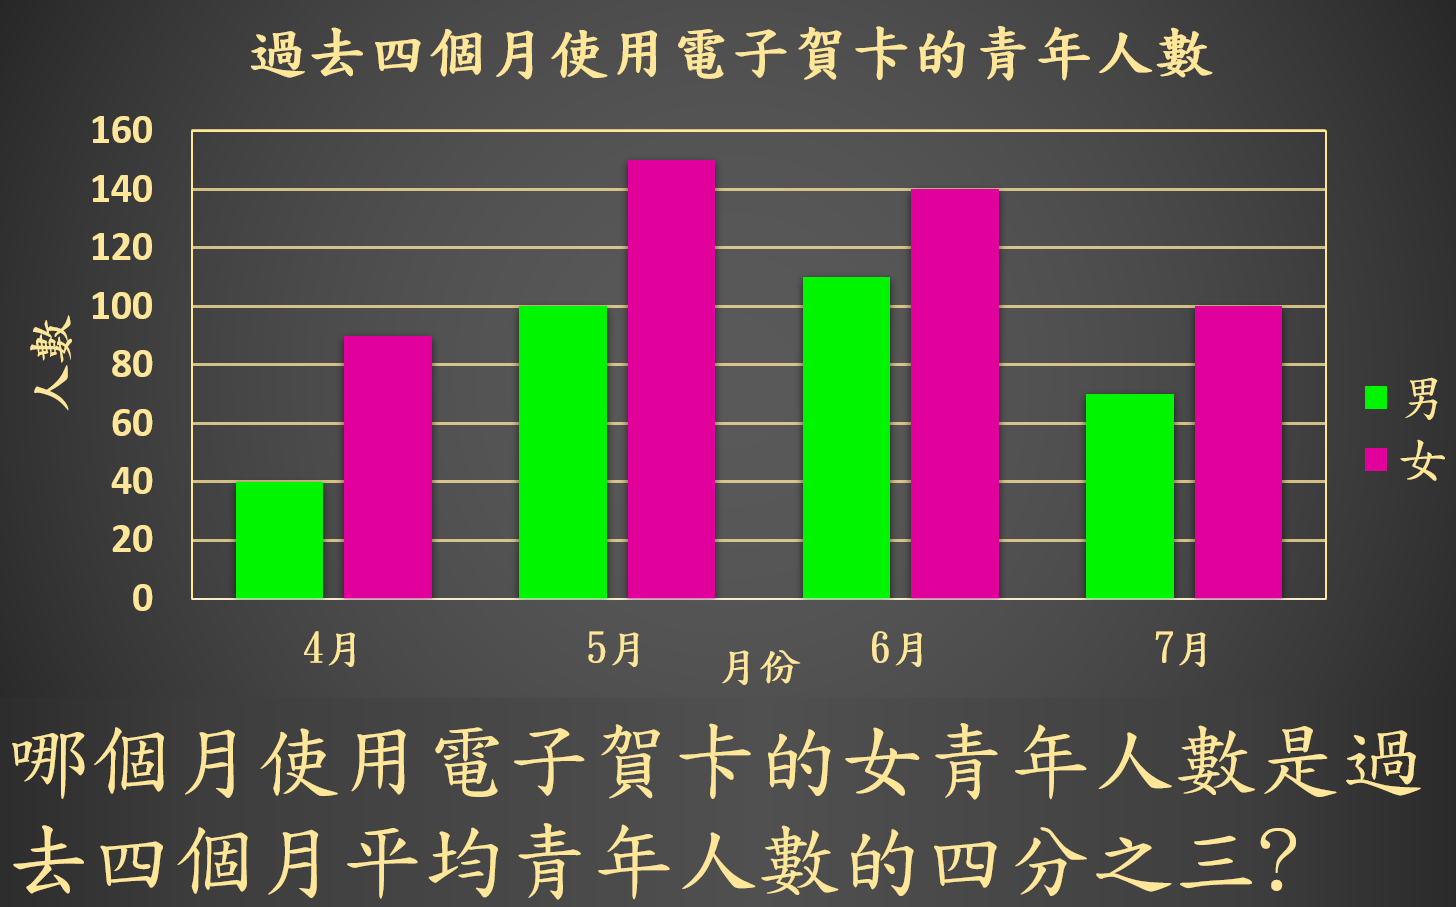 過去四個月使用電子賀卡的青年人數
160
140
120
100
80
60
40
20
0
人數
4月
5月
6月
7月
月份
男
女
哪個月使用電子賀卡的女青年人數是過
去四個月平均青年人數的四分之三?